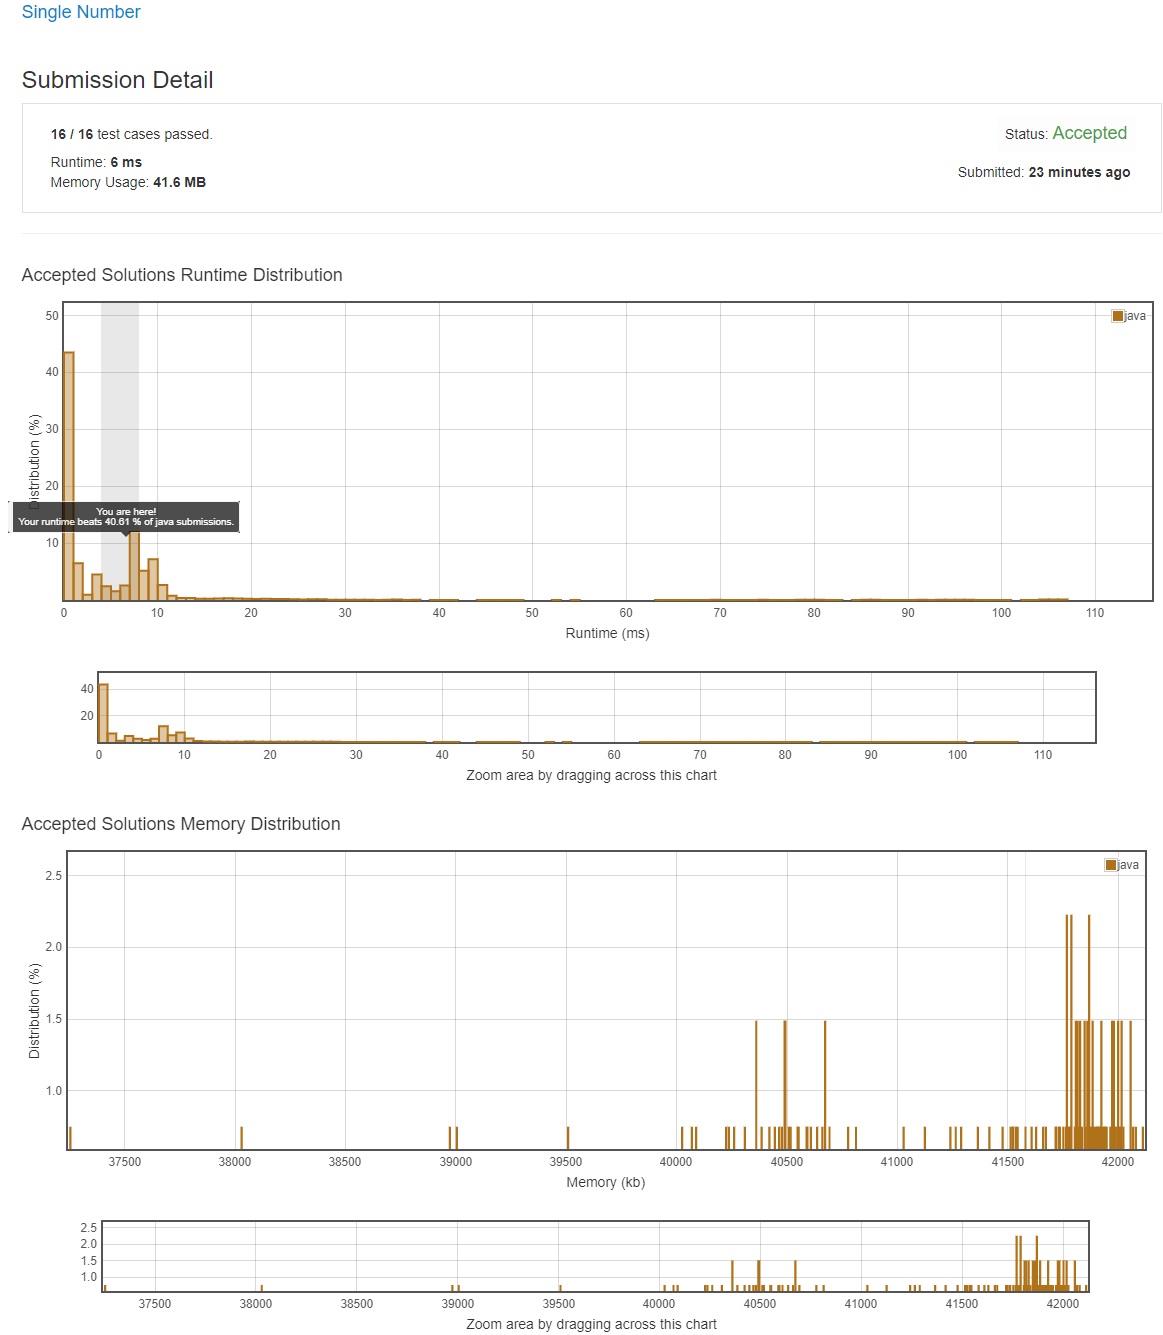 Single Number
Submission Detail
16 / 16 test cases passed.
Status: Accepted
Runtime: 6 ms
Memory Usage: 41.6 MB
Submitted: 23 minutes ago
Accepted Solutions Runtime Distribution
java
Distribution (%)
50
40
30
20
10
You are here!
Your runtime beats 40.61 % of java submissions.
0 10 20 30 40 50 60 70 80 90 100 110
Runtime (ms)
40
20
0 10 20 30 40 50 60 70 80 90 100 110
Zoom area by dragging across this chart
Accepted Solutions Memory Distribution
java
Distribution (%)
2.5
2.0
1.5
1.0
37500 38000 38500 39000 39500 40000 40500 41000 41500 42000
Memory (kb)
2.5
2.0
1.5
1.0
37500 38000 38500 39000 39500 40000 40500 41000 41500 42000
Zoom area by dragging across this chart